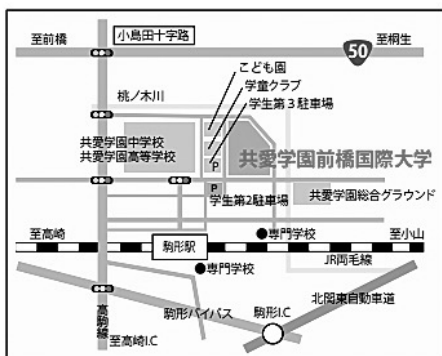 至前橋
小島田十字路
至桐生
50
こども園
学童クラブ
学生第3駐車場
桃ノ木川
共愛学園中学校
共愛学園高等学校
P
共愛学園前橋国際大学
P
学生第2駐車場
共愛学園総合グラウンド
至高崎
駒形駅
専門学校
至小山
専門学校
JR両毛線
高駒線
駒形バイパス
駒形I.C
北関東自動車道
至高崎I.C